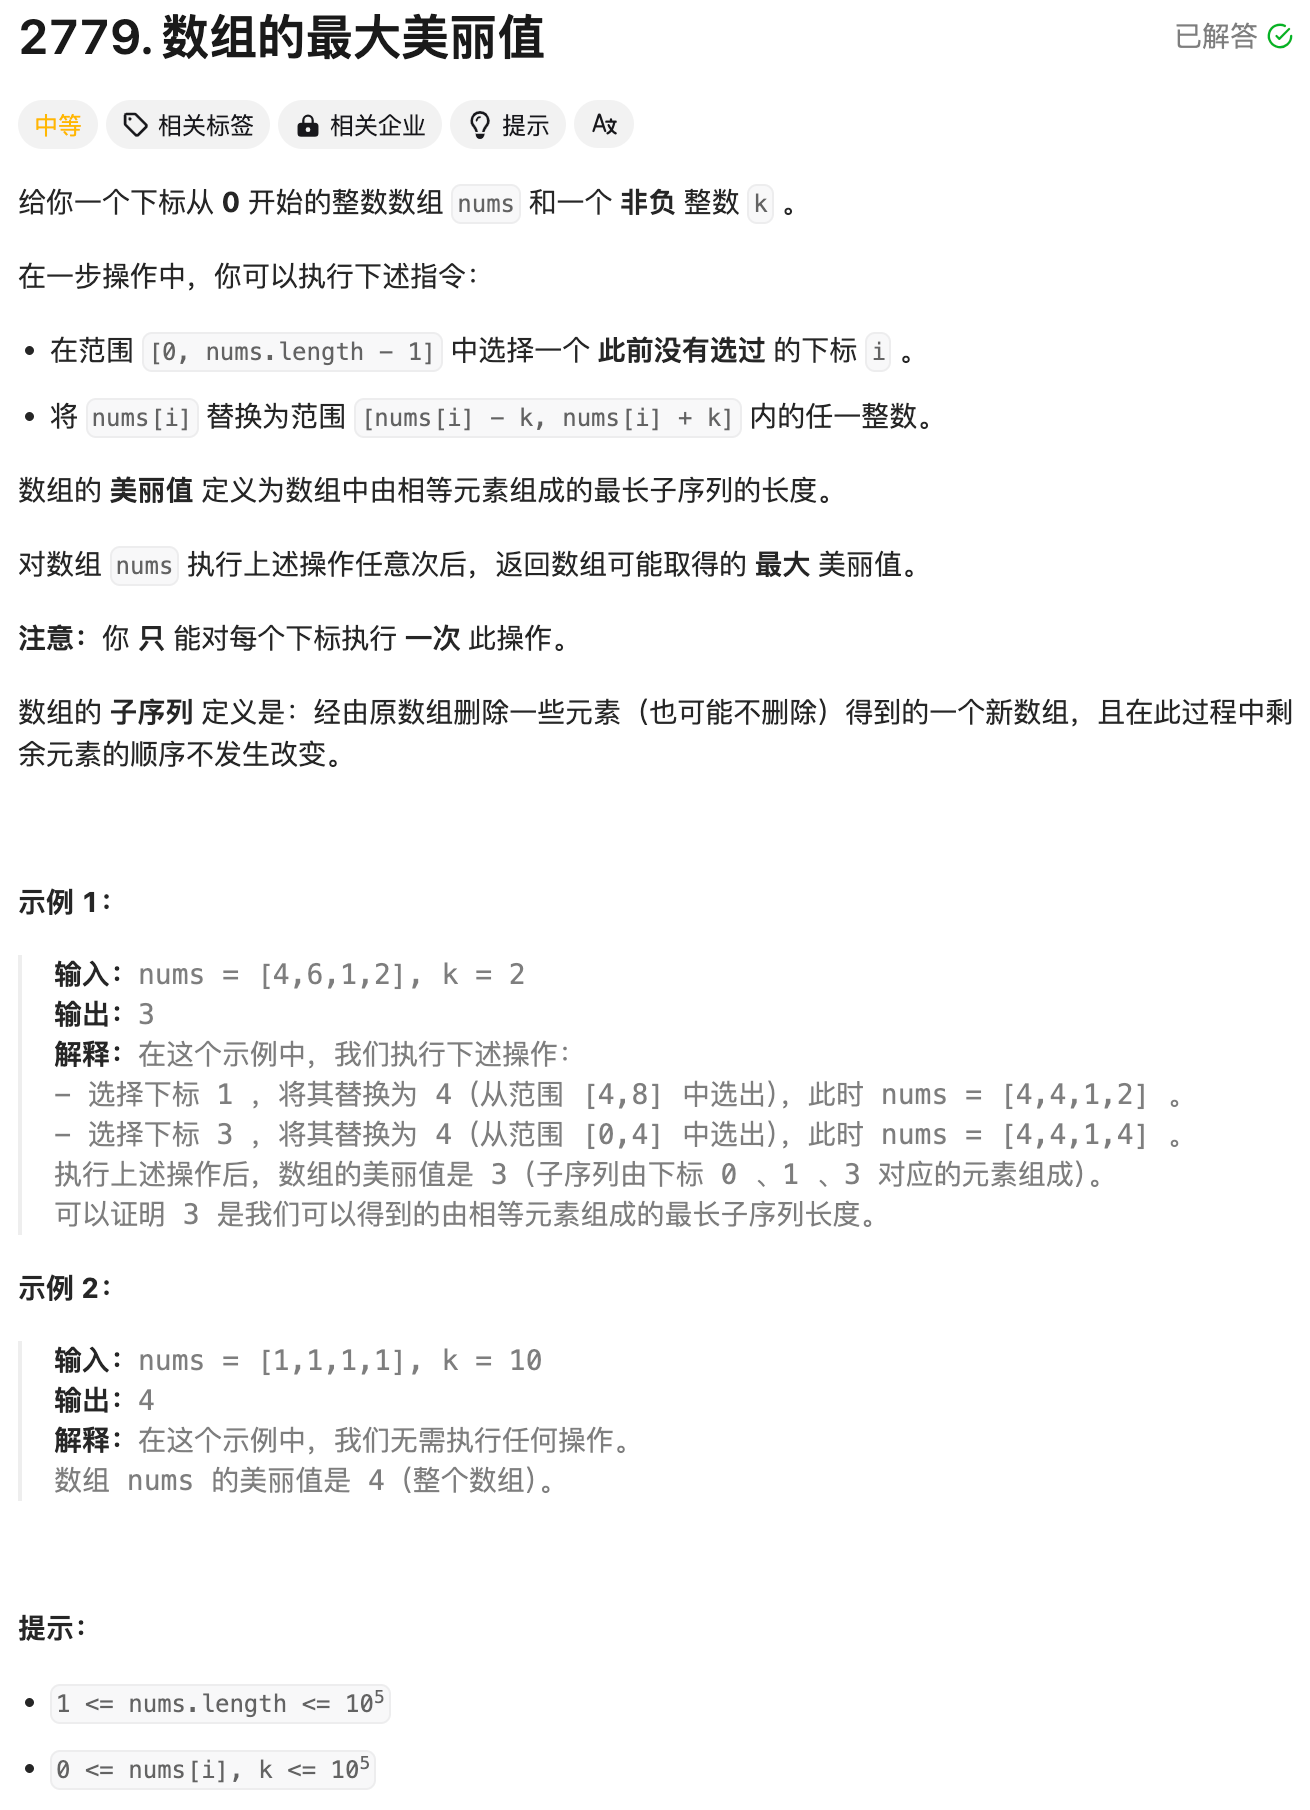 2779. 数组的最大美丽值
已解答
中等 相关标签 相关企业 提示 A文
给你一个下标从 0 开始的整数数组 nums 和一个 非负 整数 k 。
在一步操作中，你可以执行下述指令：
• 在范围 [0, nums.length - 1] 中选择一个 此前没有选过 的下标 i 。
• 将 nums[i] 替换为范围 [nums[i] - k, nums[i] + k] 内的任一整数。
数组的 美丽值 定义为数组中由相等元素组成的最长子序列的长度。
对数组 nums 执行上述操作任意次后，返回数组可能取得的 最大 美丽值。
注意：你 只 能对每个下标执行 一次 此操作。
数组的 子序列 定义是：经由原数组删除一些元素（也可能不删除）得到的一个新数组，且在此过程中剩
余元素的顺序不发生改变。
示例 1：
输入：nums = [4,6,1,2], k = 2
输出：3
解释：在这个示例中，我们执行下述操作：
- 选择下标 1 ，将其替换为 4（从范围 [4,8] 中选出），此时 nums = [4,4,1,2] 。
- 选择下标 3 ，将其替换为 4（从范围 [0,4] 中选出），此时 nums = [4,4,1,4] 。
执行上述操作后，数组的美丽值是 3（子序列由下标 0 、1 、3 对应的元素组成）。
可以证明 3 是我们可以得到的由相等元素组成的最长子序列长度。
示例 2：
输入：nums = [1,1,1,1], k = 10
输出：4
解释：在这个示例中，我们无需执行任何操作。
数组 nums 的美丽值是 4（整个数组）。
提示：
• 1 <= nums.length <= 10⁵
• 0 <= nums[i], k <= 10⁵